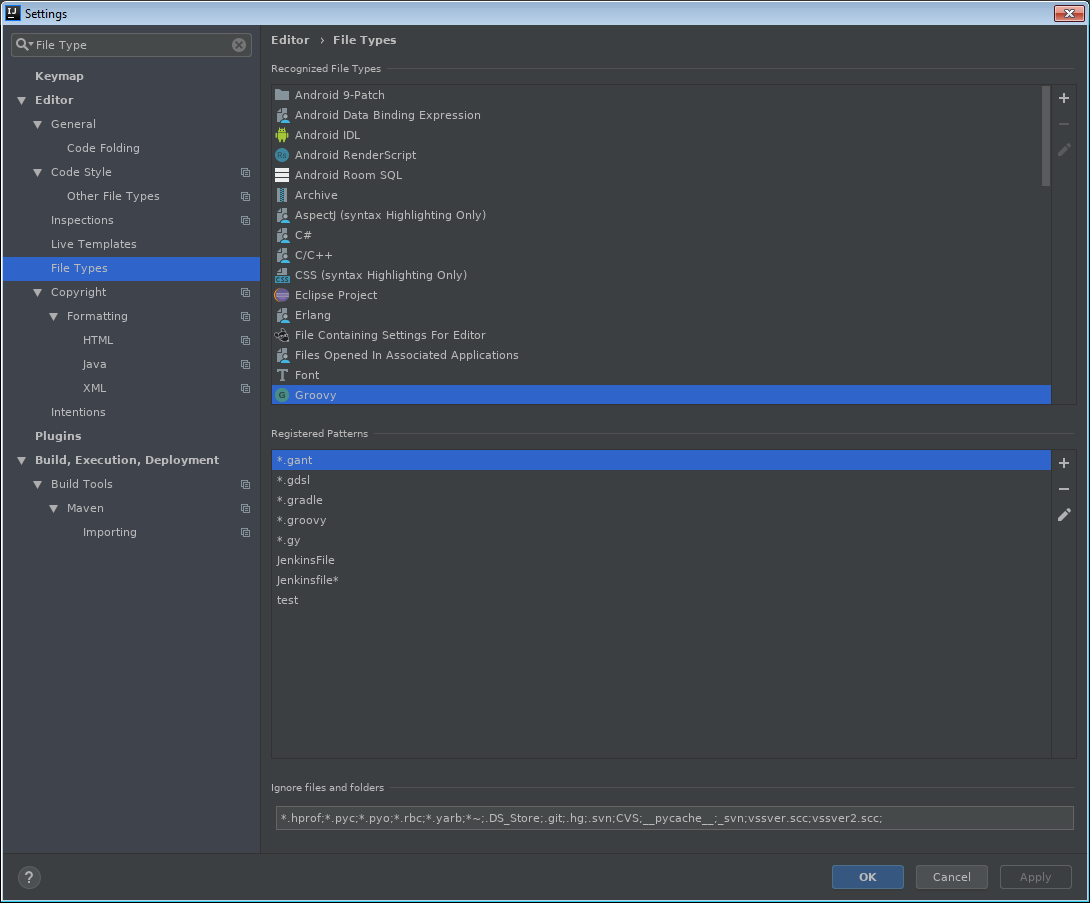 Settings
File Type
Keymap
Editor
General
Code Folding
Code Style
Other File Types
Inspections
Live Templates
File Types
Copyright
Formatting
HTML
Java
XML
Intentions
Plugins
Build, Execution, Deployment
Build Tools
Maven
Importing
Editor › File Types
Recognized File Types
Android 9-Patch
Android Data Binding Expression
Android IDL
Android RenderScript
Android Room SQL
Archive
AspectJ (syntax Highlighting Only)
C#
C/C++
CSS (syntax Highlighting Only)
Eclipse Project
Erlang
File Containing Settings For Editor
Files Opened In Associated Applications
Font
Groovy
Registered Patterns
*.gant
*.gdsl
*.gradle
*.groovy
*.gy
JenkinsFile
Jenkinsfile*
test
Ignore files and folders
*.hprof;*.pyc;*.pyo;*.rbc;*.yarb;*~;.DS_Store;.git;.hg;.svn;CVS;__pycache__;_svn;vssver.scc;vssver2.scc;
?
OK
Cancel
Apply